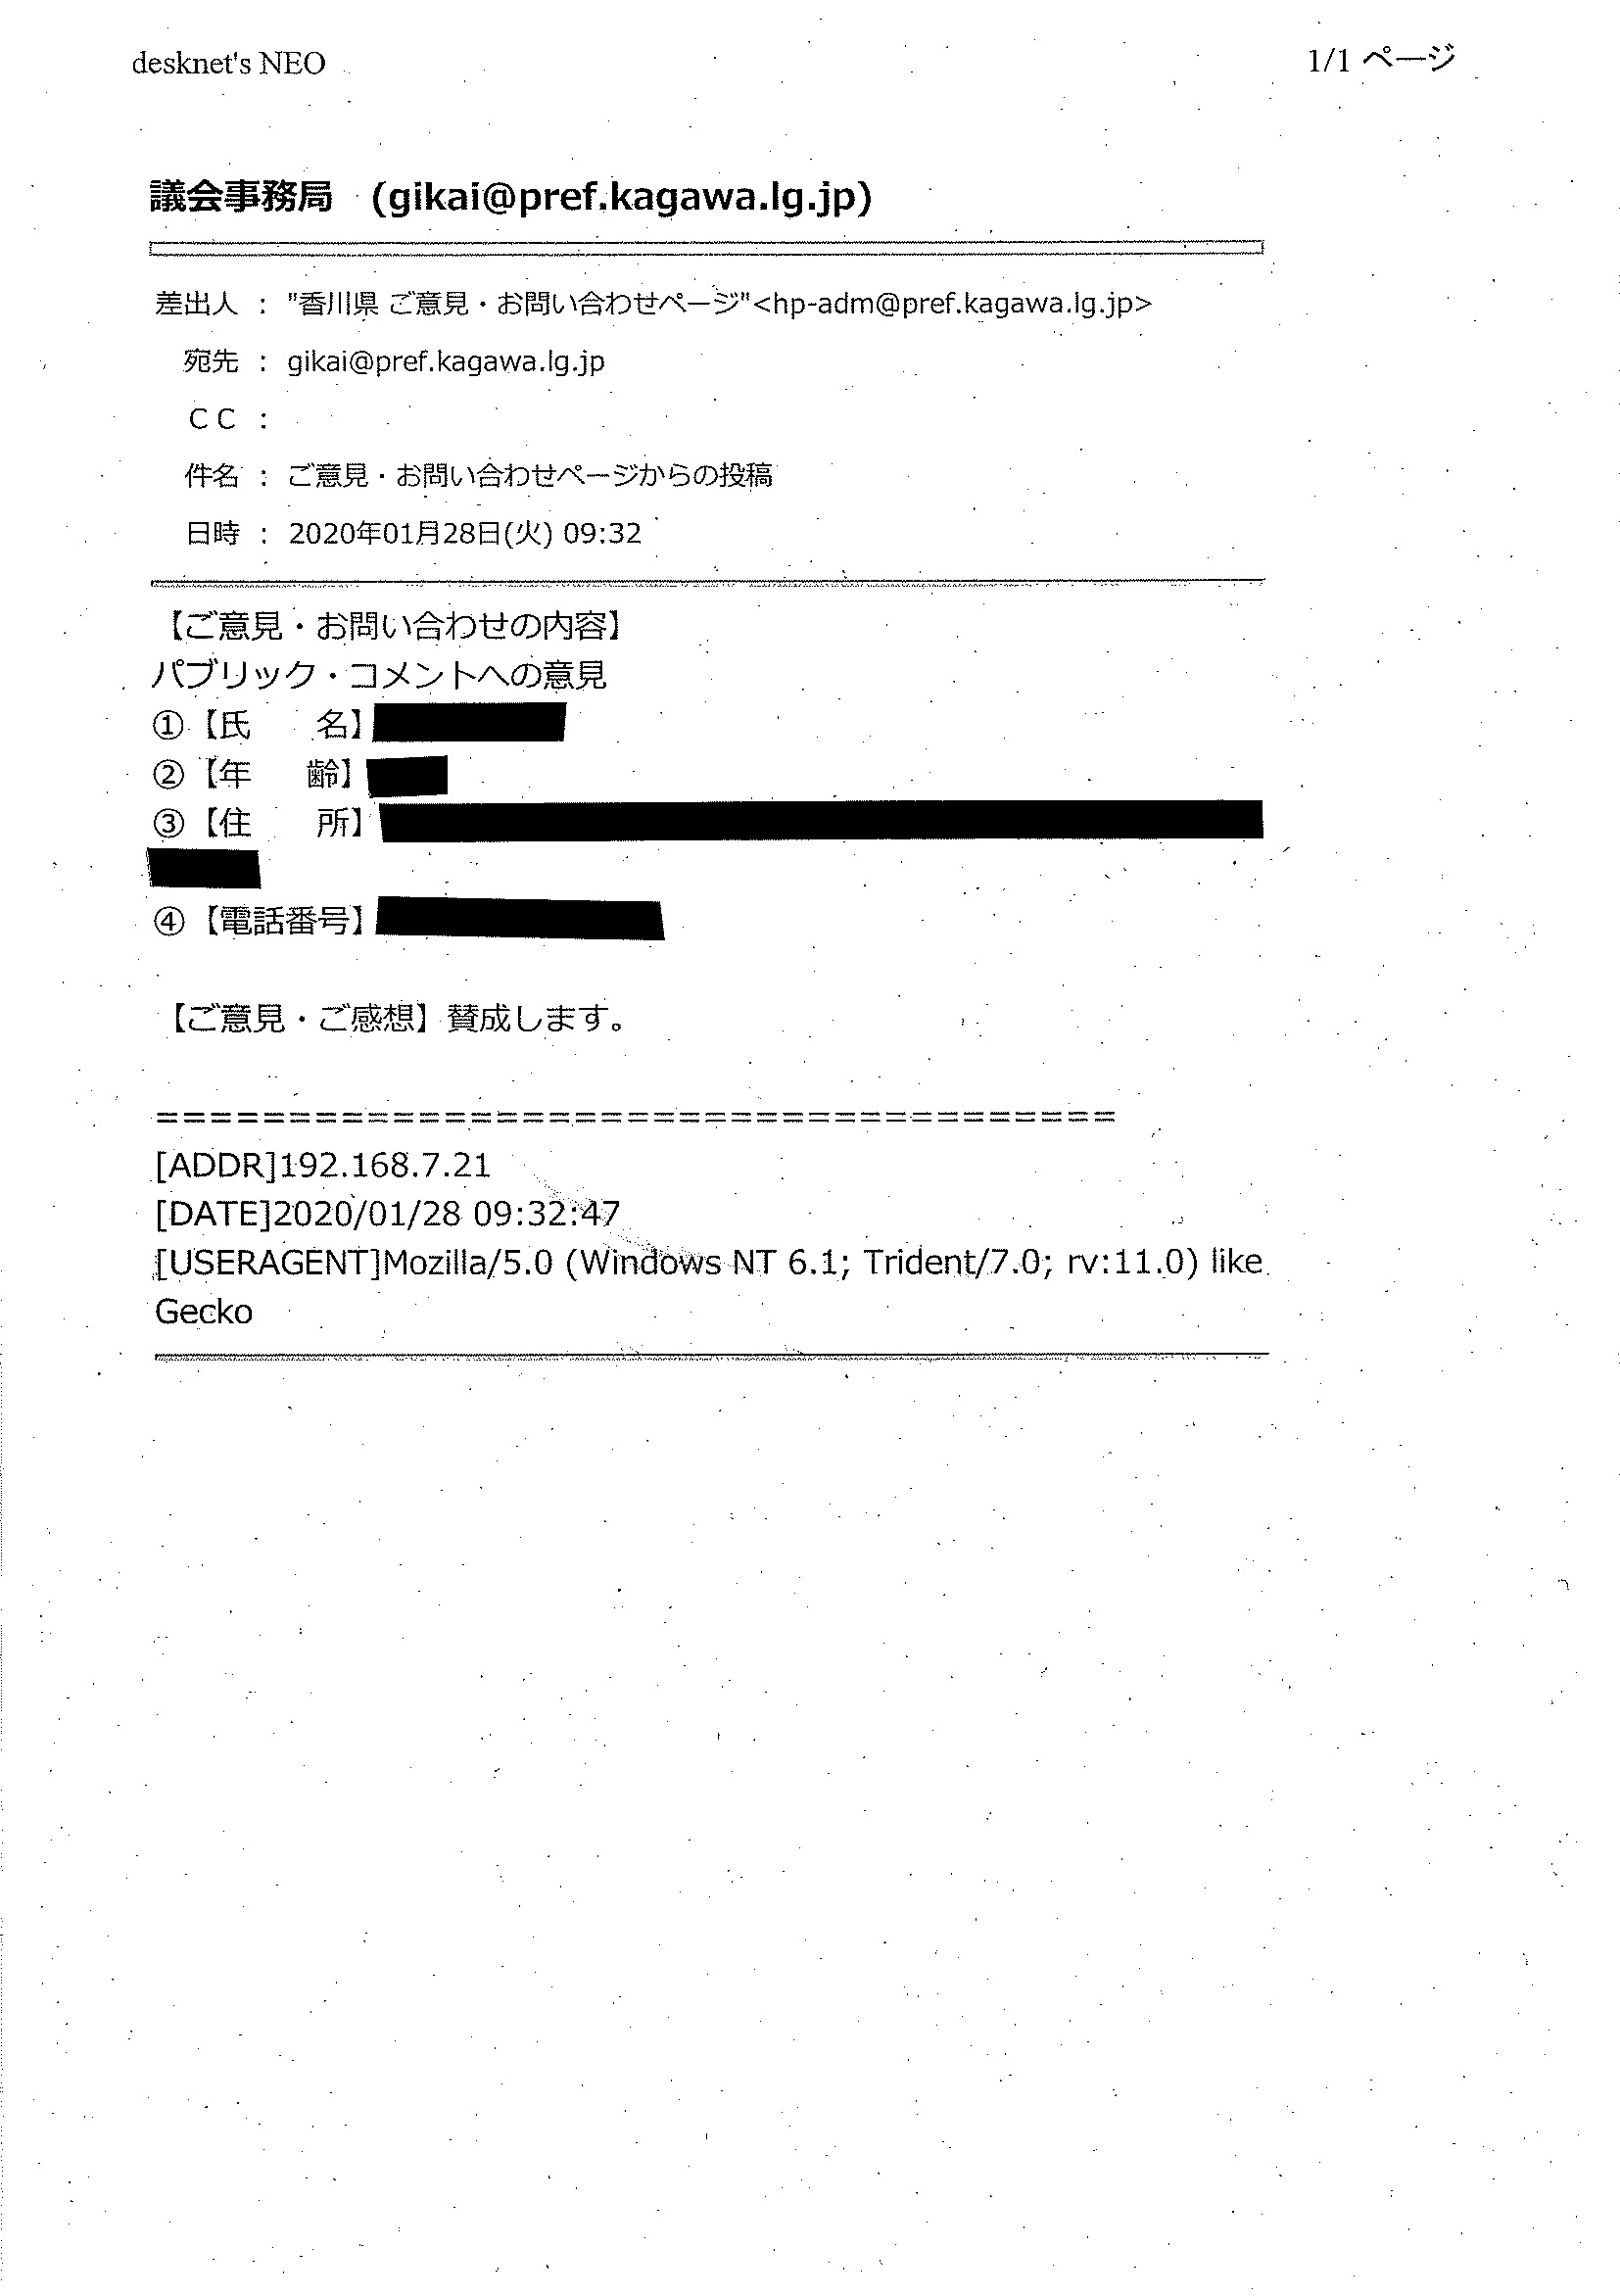 desknet's NEO
1/1 ページ
議会事務局　(gikai@pref.kagawa.lg.jp)
差出人 ： "香川県 ご意見・お問い合わせページ"<hp-adm@pref.kagawa.lg.jp>
宛先 ： gikai@pref.kagawa.lg.jp
ＣＣ ：
件名 ： ご意見・お問い合わせページからの投稿
日時 ： 2020年01月28日(火) 09:32
【ご意見・お問い合わせの内容】
パブリック・コメントへの意見
①【氏　　名】
②【年　　齢】
③【住　　所】
④【電話番号】
【ご意見・ご感想】賛成します。
=====================================
[ADDR]192.168.7.21
[DATE]2020/01/28 09:32:47
[USERAGENT]Mozilla/5.0 (Windows NT 6.1; Trident/7.0; rv:11.0) like
Gecko